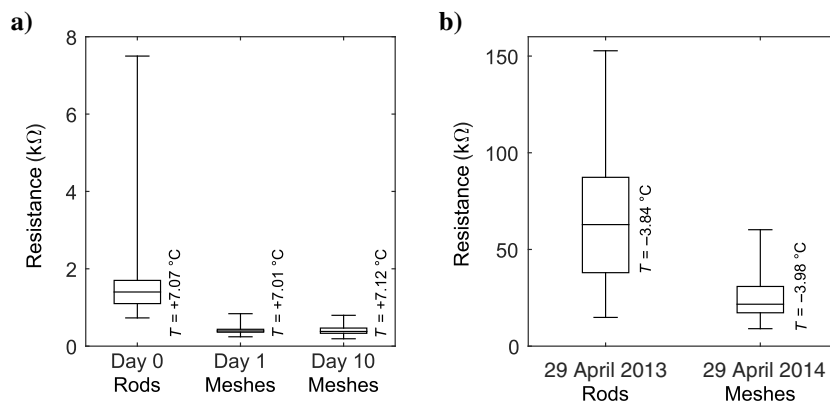 a)
Resistance (kΩ)
8
6
4
2
0
T = +7.07 °C
T = +7.01 °C
T = +7.12 °C
Day 0
Rods
Day 1
Meshes
Day 10
Meshes
b)
Resistance (kΩ)
150
100
50
0
T = −3.84 °C
T = −3.98 °C
29 April 2013
Rods
29 April 2014
Meshes